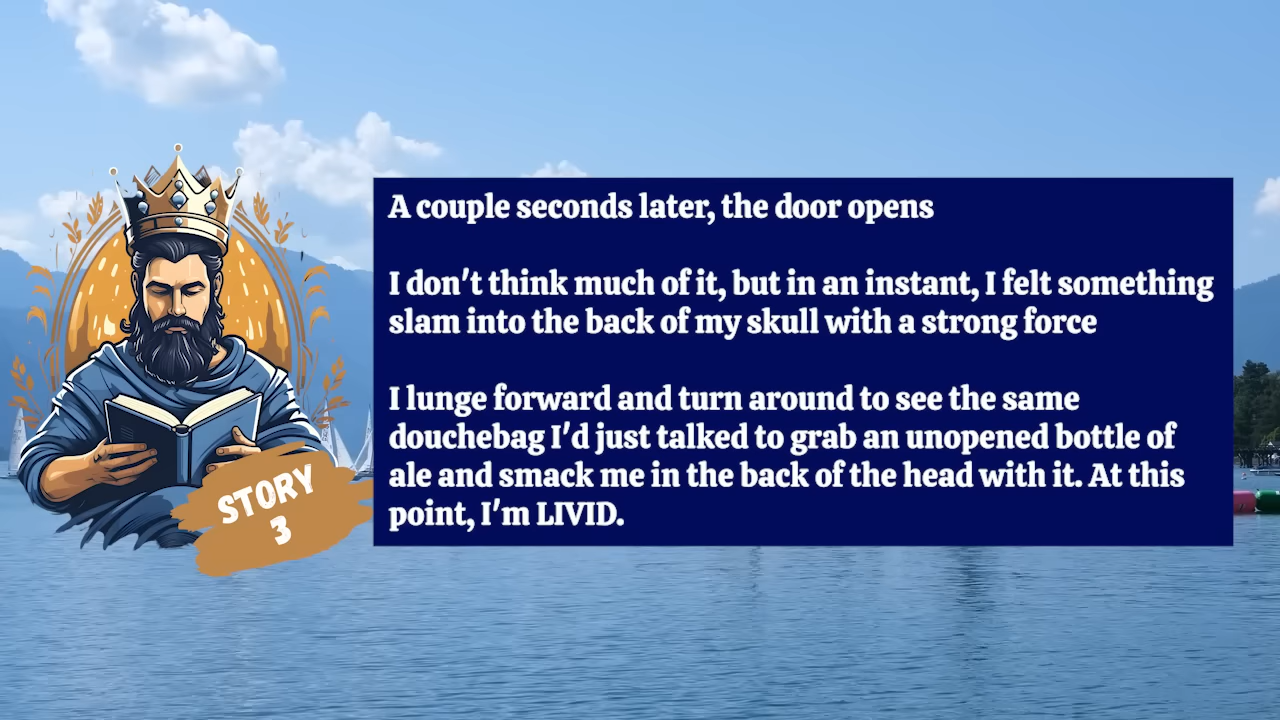 A couple seconds later, the door opens
I don't think much of it, but in an instant, I felt something
slam into the back of my skull with a strong force
I lunge forward and turn around to see the same
douchebag I'd just talked to grab an unopened bottle of
ale and smack me in the back of the head with it. At this
point, I'm LIVID.
STORY
3